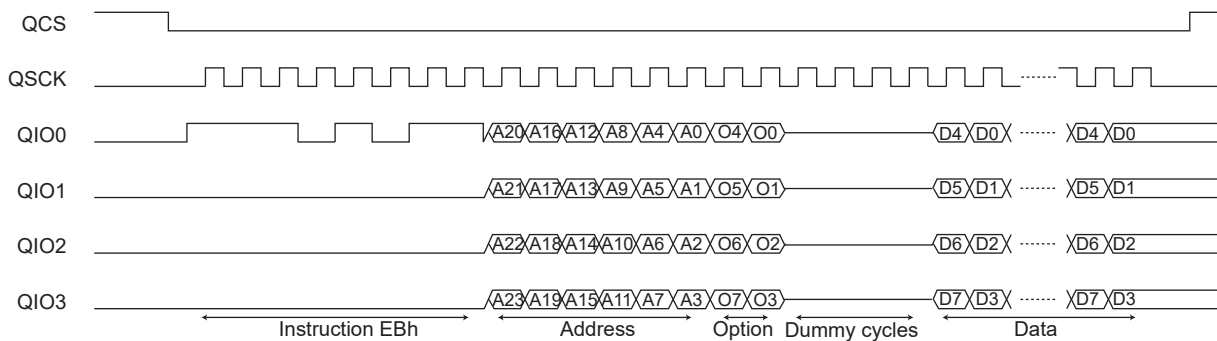 QCS
QSCK
QIO0 A20 A16 A12 A8 A4 A0 O4 O0 D4 D0 D4 D0
QIO1 A21 A17 A13 A9 A5 A1 O5 O1 D5 D1 D5 D1
QIO2 A22 A18 A14 A10 A6 A2 O6 O2 D6 D2 D6 D2
QIO3 A23 A19 A15 A11 A7 A3 O7 O3 D7 D3 D7 D3
Instruction EBh Address Option Dummy cycles Data